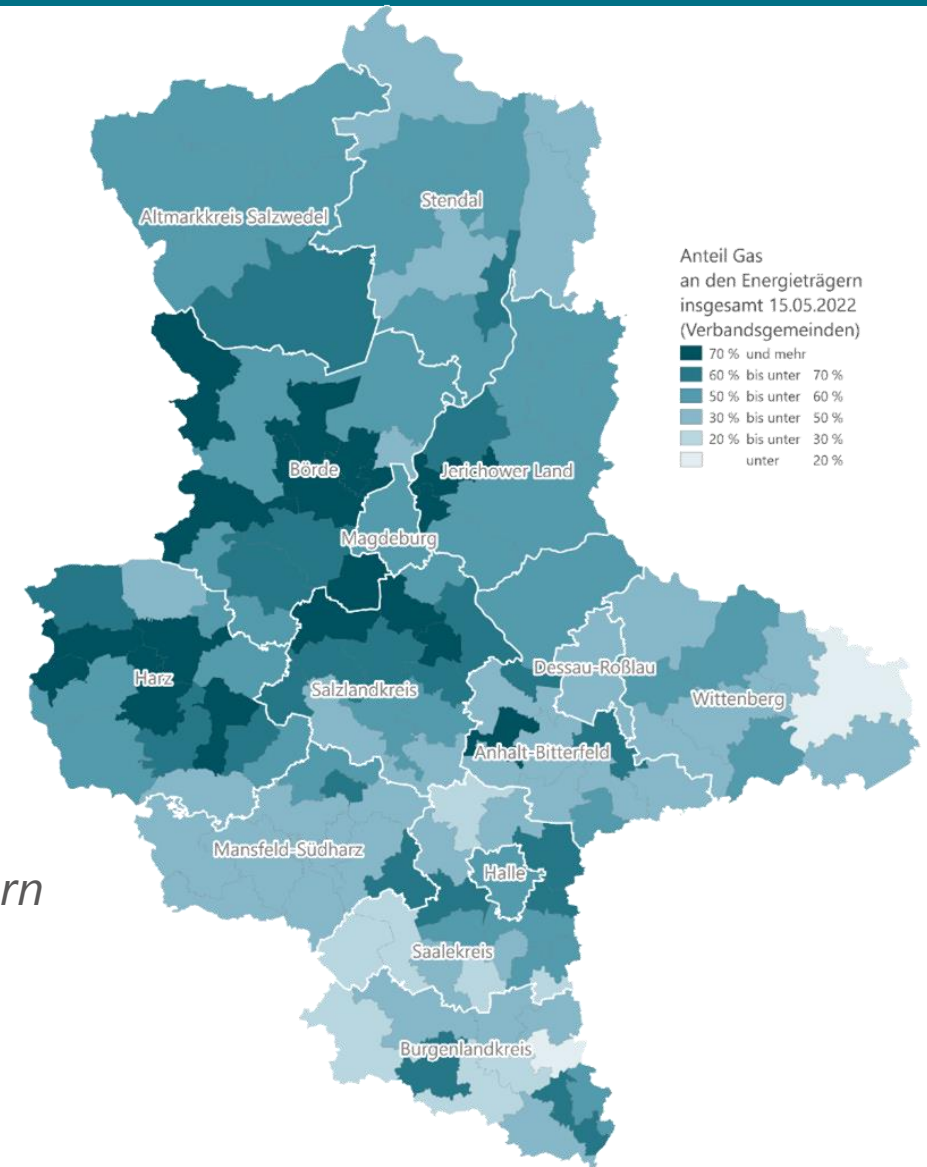 Altmarkkreis Salzwedel
Stendal
Anteil Gas
an den Energieträgern
insgesamt 15.05.2022
(Verbandsgemeinden)
70 % und mehr
60 % bis unter 70 %
50 % bis unter 60 %
30 % bis unter 50 %
20 % bis unter 30 %
unter 20 %
Börde
Jerichower Land
Magdeburg
Harz
Salzlandkreis
Dessau-Roßlau
Wittenberg
Anhalt-Bitterfeld
Mansfeld-Südharz
Halle
rn
Saalekreis
Burgenlandkreis